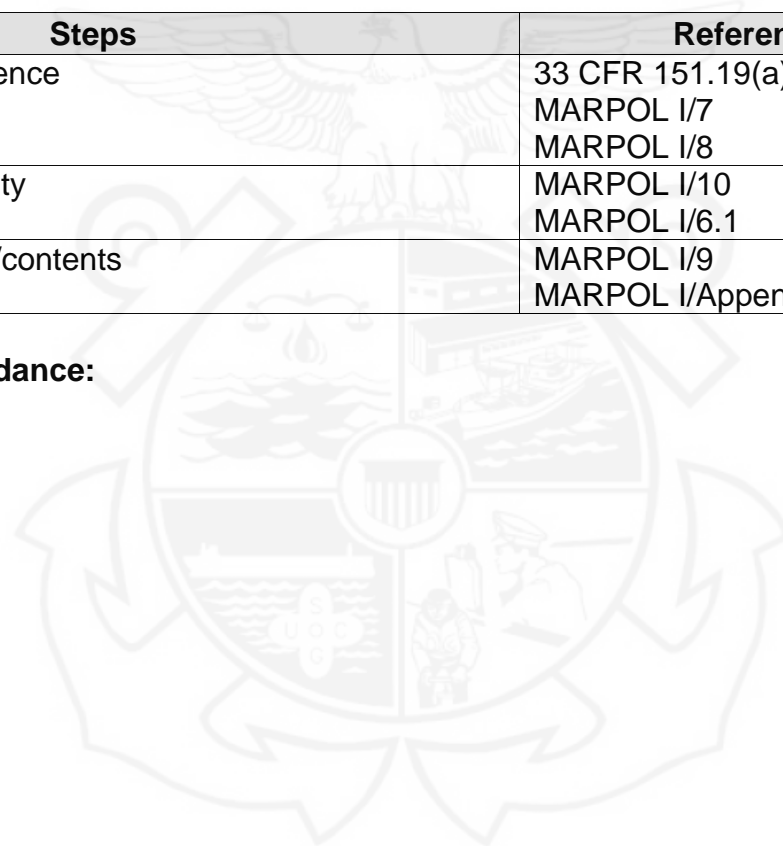 Steps Referen
ence 33 CFR 151.19(a)
MARPOL I/7
MARPOL I/8
ty MARPOL I/10
MARPOL I/6.1
/contents MARPOL I/9
MARPOL I/Appen
dance:
S
U O C
G